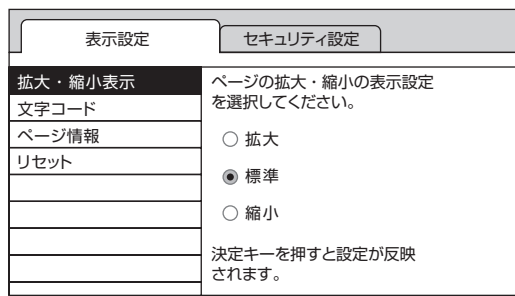 表示設定
セキュリティ設定
拡大・縮小表示
文字コード
ページ情報
リセット
ページの拡大・縮小の表示設定
を選択してください。
拡大
標準
縮小
決定キーを押すと設定が反映
されます。